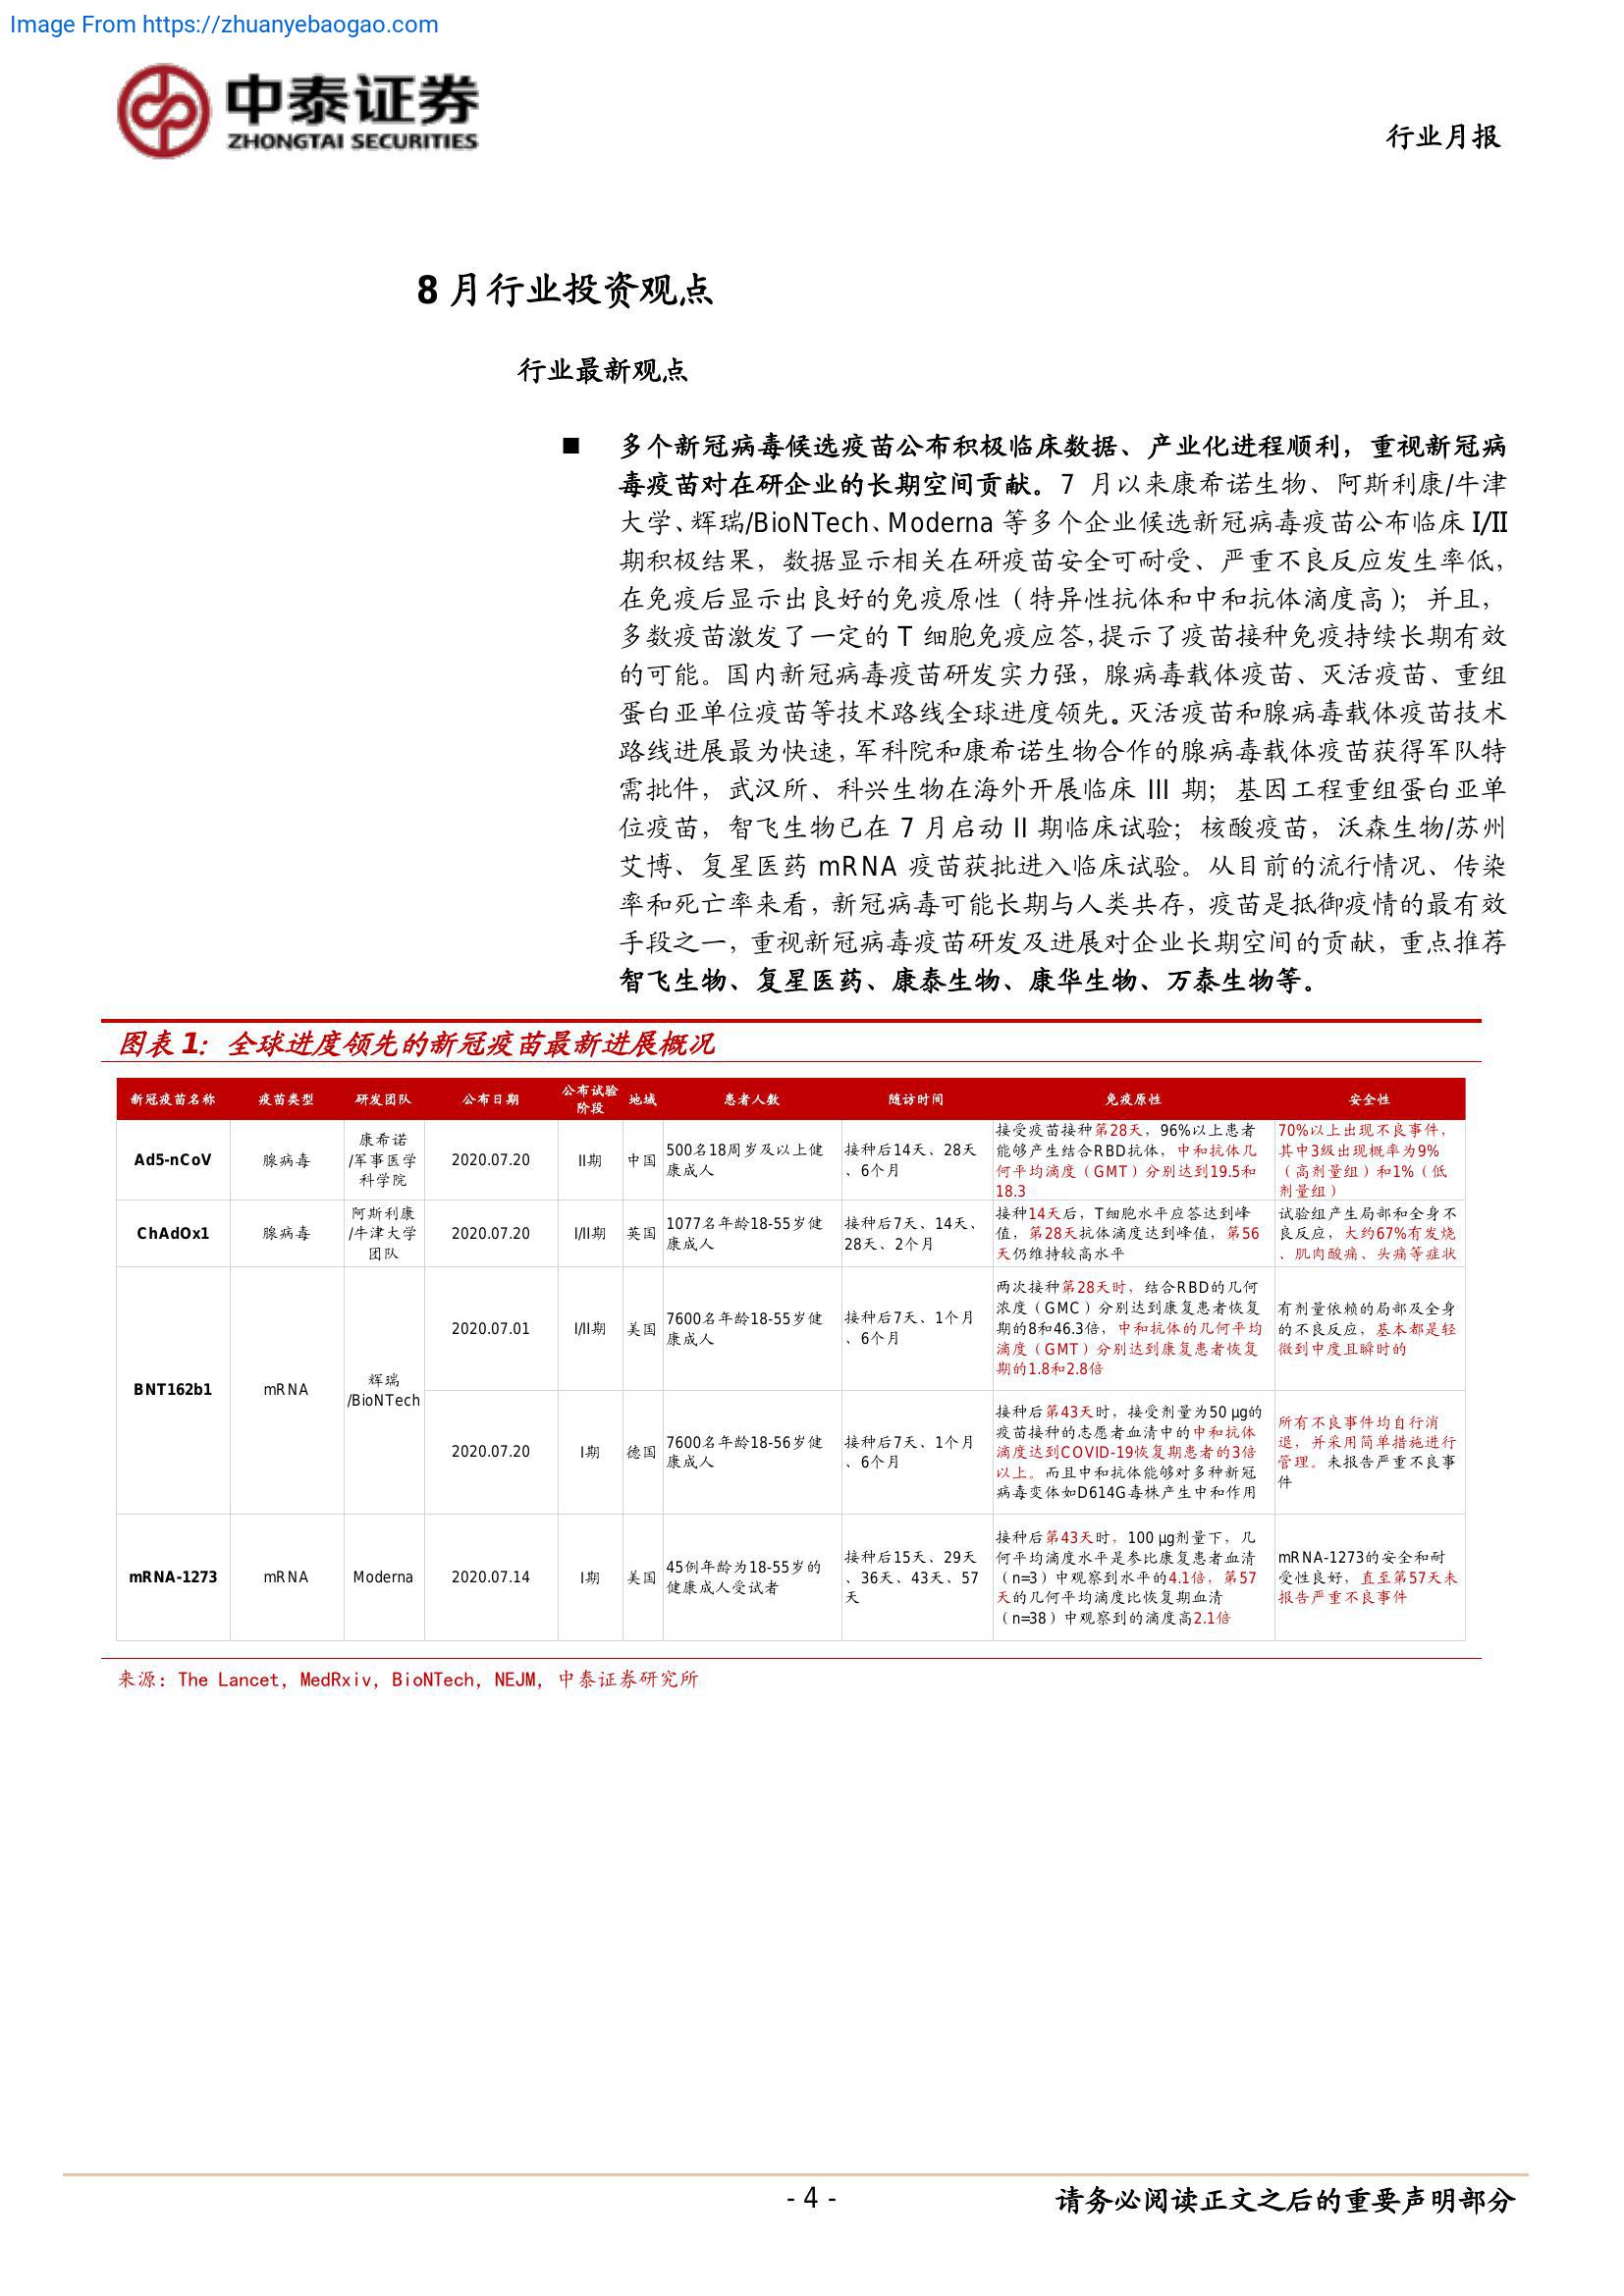 Image From https://zhuanyebaogao.com
中泰证券
ZHONGTAI SECURITIES
行业月报
8 月行业投资观点
行业最新观点
■ 多个新冠病毒候选疫苗公布积极临床数据、产业化进程顺利，重视新冠病
毒疫苗对在研企业的长期空间贡献。7 月以来康希诺生物、阿斯利康/牛津
大学、辉瑞/BioNTech、Moderna 等多个企业候选新冠病毒疫苗公布临床 I/II
期积极结果，数据显示相关在研疫苗安全可耐受、严重不良反应发生率低，
在免疫后显示出良好的免疫原性（特异性抗体和中和抗体滴度高）；并且，
多数疫苗激发了一定的 T 细胞免疫应答，提示了疫苗接种免疫持续长期有效
的可能。国内新冠病毒疫苗研发实力强，腺病毒载体疫苗、灭活疫苗、重组
蛋白亚单位疫苗等技术路线全球进度领先。灭活疫苗和腺病毒载体疫苗技术
路线进展最为快速，军科院和康希诺生物合作的腺病毒载体疫苗获得军队特
需批件，武汉所、科兴生物在海外开展临床 III 期；基因工程重组蛋白亚单
位疫苗，智飞生物已在 7 月启动 II 期临床试验；核酸疫苗，沃森生物/苏州
艾博、复星医药 mRNA 疫苗获批进入临床试验。从目前的流行情况、传染
率和死亡率来看，新冠病毒可能长期与人类共存，疫苗是抵御疫情的最有效
手段之一，重视新冠病毒疫苗研发及进展对企业长期空间的贡献，重点推荐
智飞生物、复星医药、康泰生物、康华生物、万泰生物等。
图表 1：全球进度领先的新冠疫苗最新进展概况
新冠疫苗名称 疫苗类型 研发团队 公布日期 公布试验
阶段 地域 患者人数 随访时间 免疫原性 安全性
Ad5-nCoV
腺病毒
康希诺
/军事医学
科学院
2020.07.20
II期
中国
500名18周岁及以上健
康成人
接种后14天、28天
、6个月
接受疫苗接种第28天，96%以上患者
能够产生结合RBD抗体，中和抗体几
何平均滴度（GMT）分别达到19.5和
18.3
70%以上出现不良事件，
其中3级出现概率为9%
（高剂量组）和1%（低
剂量组）
ChAdOx1
腺病毒
阿斯利康
/牛津大学
团队
2020.07.20
I/II期
英国
1077名年龄18-55岁健
康成人
接种后7天、14天、
28天、2个月
接种14天后，T细胞水平应答达到峰
值，第28天抗体滴度达到峰值，第56
天仍维持较高水平
试验组产生局部和全身不
良反应，大约67%有发烧
、肌肉酸痛、头痛等症状
BNT162b1
mRNA
辉瑞
/BioNTech
2020.07.01
I/II期
美国
7600名年龄18-55岁健
康成人
接种后7天、1个月
、6个月
两次接种第28天时，结合RBD的几何
浓度（GMC）分别达到康复患者恢复
期的8和46.3倍，中和抗体的几何平均
滴度（GMT）分别达到康复患者恢复
期的1.8和2.8倍
有剂量依赖的局部及全身
的不良反应，基本都是轻
微到中度且瞬时的
2020.07.20
I期
德国
7600名年龄18-56岁健
康成人
接种后7天、1个月
、6个月
接种后第43天时，接受剂量为50 μg的
疫苗接种的志愿者血清中的中和抗体
滴度达到COVID-19恢复期患者的3倍
以上。而且中和抗体能够对多种新冠
病毒变体如D614G毒株产生中和作用
所有不良事件均自行消
退，并采用简单措施进行
管理。未报告严重不良事
件
mRNA-1273
mRNA
Moderna
2020.07.14
I期
美国
45例年龄为18-55岁的
健康成人受试者
接种后15天、29天
、36天、43天、57
天
接种后第43天时，100 μg剂量下，几
何平均滴度水平是参比康复患者血清
（n=3）中观察到水平的4.1倍，第57
天的几何平均滴度比恢复期血清
（n=38）中观察到的滴度高2.1倍
mRNA-1273的安全和耐
受性良好，直至第57天未
报告严重不良事件
来源：The Lancet, MedRxiv, BioNTech, NEJM, 中泰证券研究所
- 4 -
请务必阅读正文之后的重要声明部分